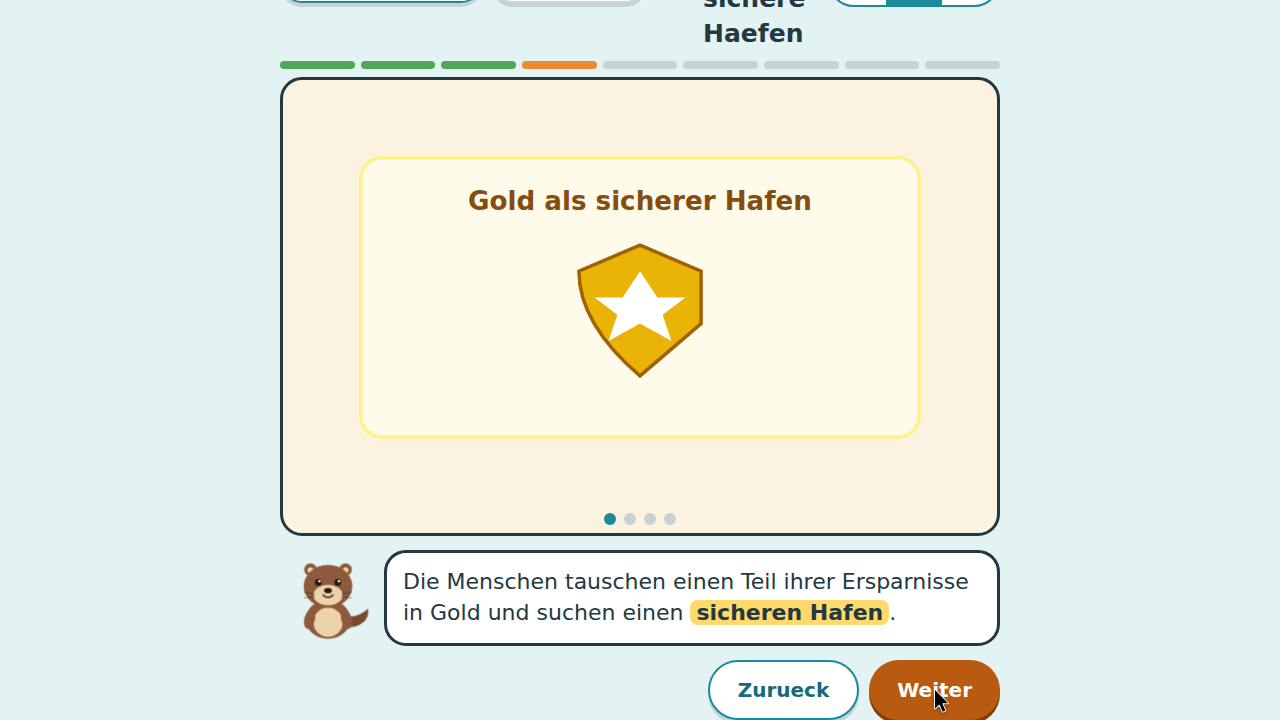 sichere
Haefen
Gold als sicherer Hafen
Die Menschen tauschen einen Teil ihrer Ersparnisse
in Gold und suchen einen sicheren Hafen.
Zurueck
Weiter